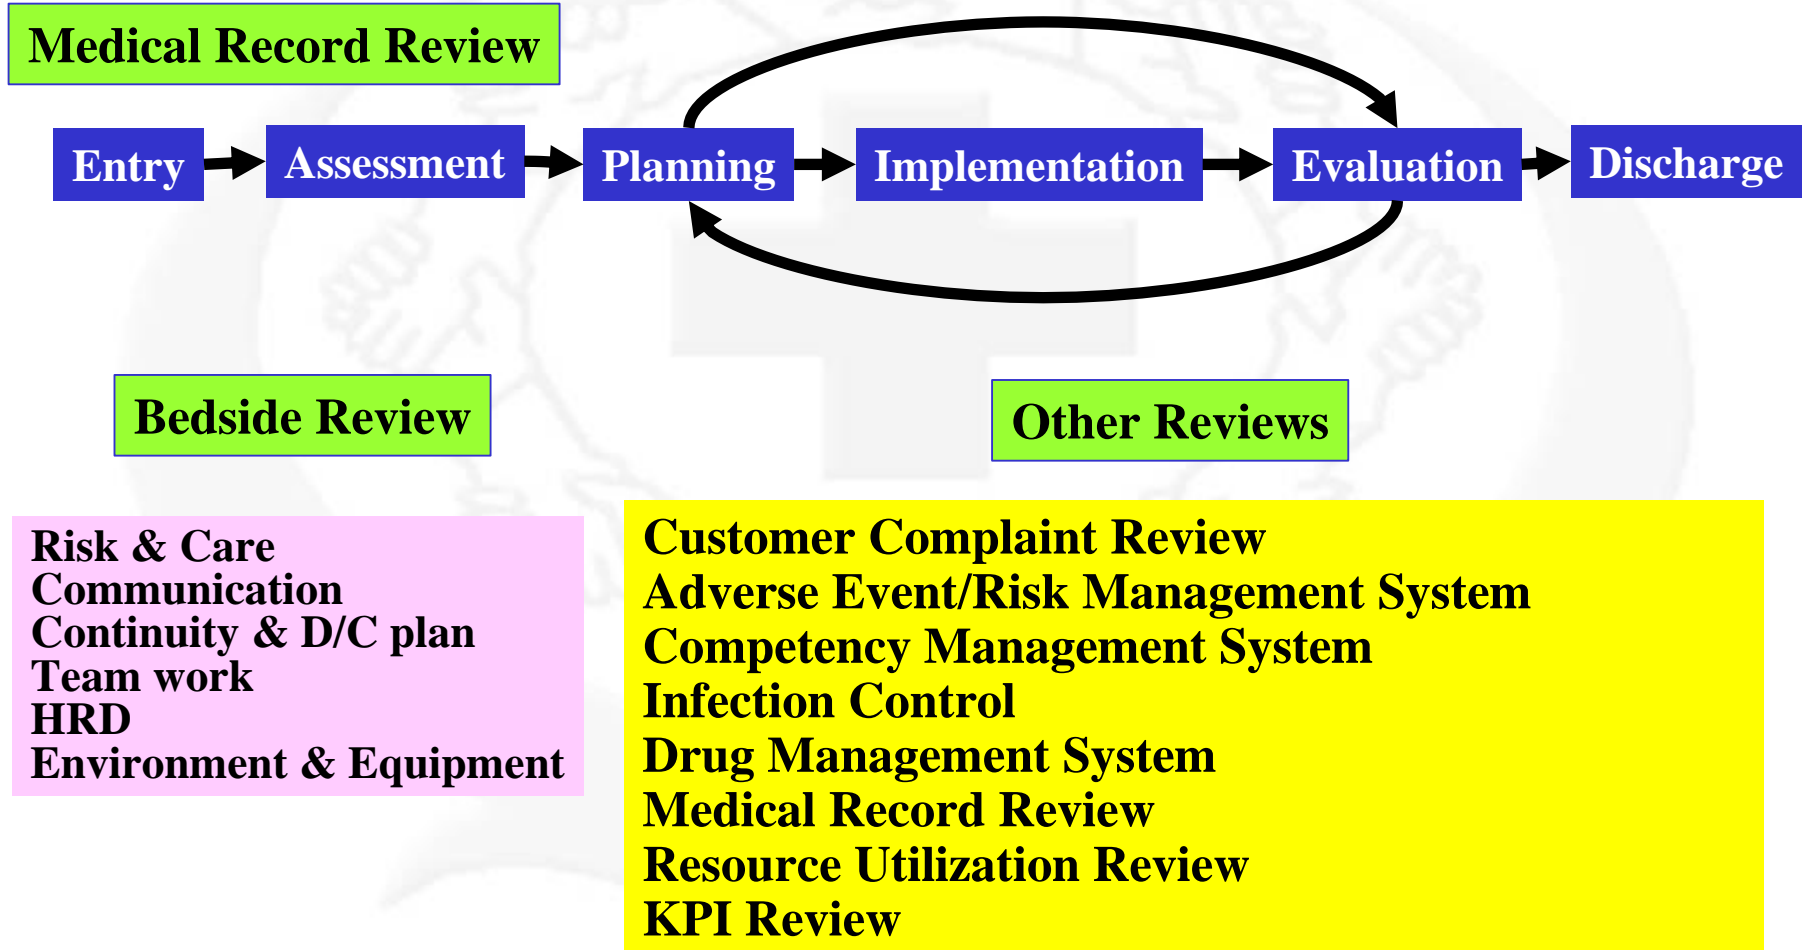 Medical Record Review
Entry
Assessment
Planning
Implementation
Evaluation
Discharge
Bedside Review
Risk & Care
Communication
Continuity & D/C plan
Team work
HRD
Environment & Equipment
Other Reviews
Customer Complaint Review
Adverse Event/Risk Management System
Competency Management System
Infection Control
Drug Management System
Medical Record Review
Resource Utilization Review
KPI Review